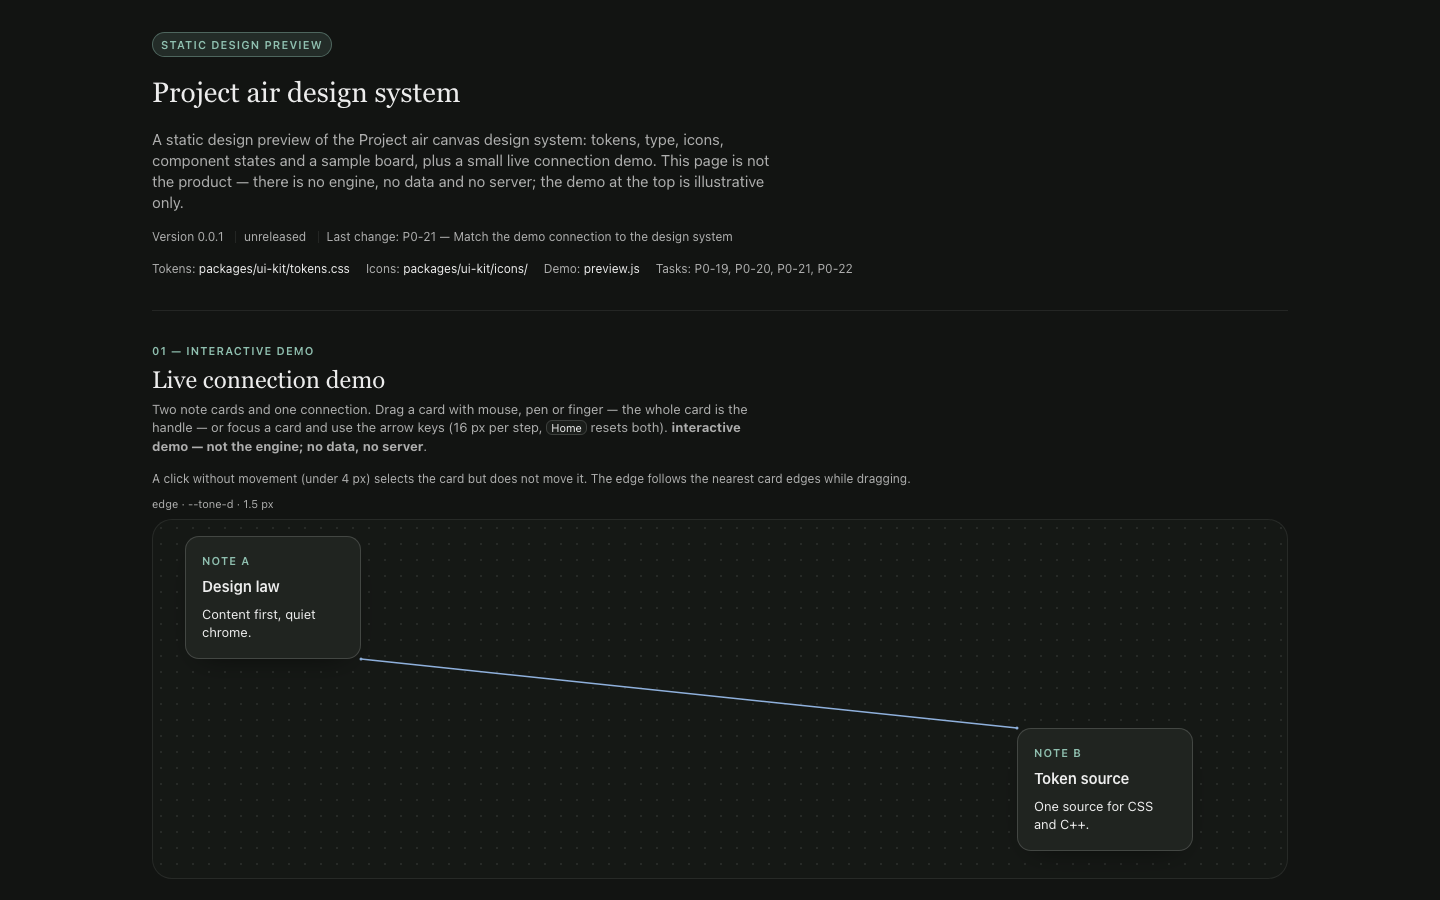 STATIC DESIGN PREVIEW
Project air design system
A static design preview of the Project air canvas design system: tokens, type, icons,
component states and a sample board, plus a small live connection demo. This page is not
the product — there is no engine, no data and no server; the demo at the top is illustrative
only.
Version 0.0.1 unreleased Last change: P0-21 — Match the demo connection to the design system
Tokens: packages/ui-kit/tokens.css Icons: packages/ui-kit/icons/ Demo: preview.js Tasks: P0-19, P0-20, P0-21, P0-22
01 — INTERACTIVE DEMO
Live connection demo
Two note cards and one connection. Drag a card with mouse, pen or finger — the whole card is the
handle — or focus a card and use the arrow keys (16 px per step, Home resets both). interactive
demo — not the engine; no data, no server.
A click without movement (under 4 px) selects the card but does not move it. The edge follows the nearest card edges while dragging.
edge · --tone-d · 1.5 px
NOTE A
Design law
Content first, quiet
chrome.
NOTE B
Token source
One source for CSS
and C++.